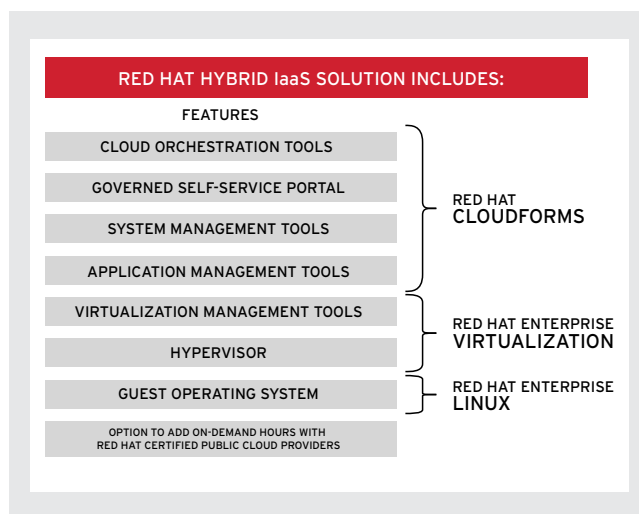 RED HAT HYBRID IaaS SOLUTION INCLUDES:
FEATURES
CLOUD ORCHESTRATION TOOLS
GOVERNED SELF-SERVICE PORTAL
SYSTEM MANAGEMENT TOOLS
APPLICATION MANAGEMENT TOOLS
RED HAT
CLOUDFORMS
VIRTUALIZATION MANAGEMENT TOOLS
HYPERVISOR
RED HAT ENTERPRISE
VIRTUALIZATION
GUEST OPERATING SYSTEM
RED HAT ENTERPRISE
LINUX
OPTION TO ADD ON-DEMAND HOURS WITH
RED HAT CERTIFIED PUBLIC CLOUD PROVIDERS